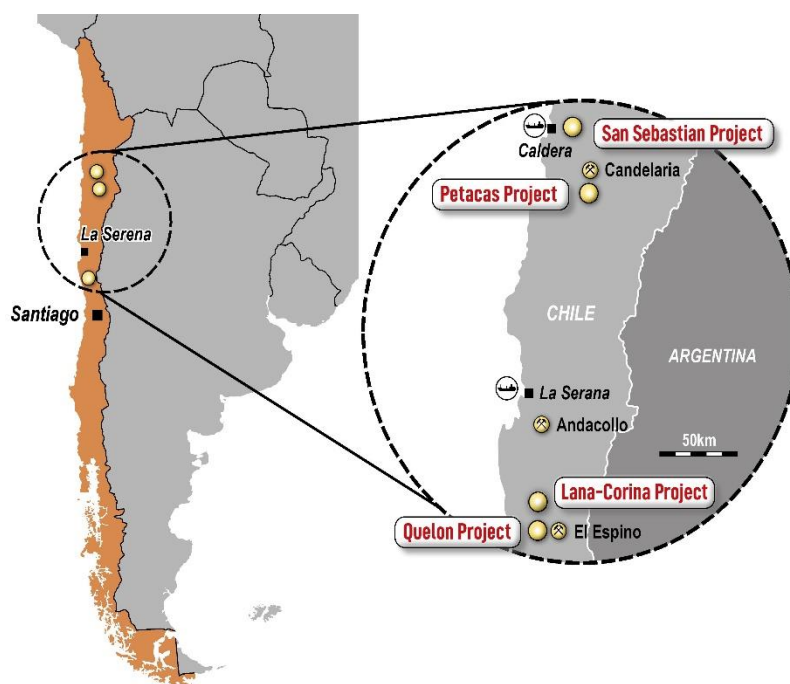 La Serena
Santiago
San Sebastian Project
Caldera
Candelaria
Petacas Project
CHILE
ARGENTINA
La Serana
Andacollo
50km
Lana-Corina Project
Quelon Project
El Espino